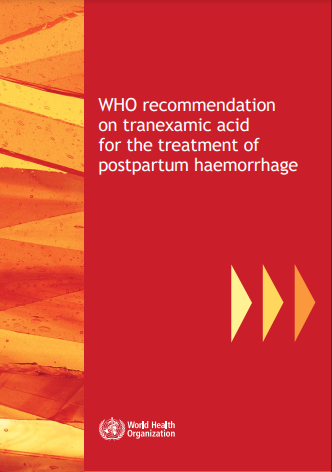 WHO recommendation
on tranexamic acid
for the treatment of
postpartum haemorrhage
World Health
Organization